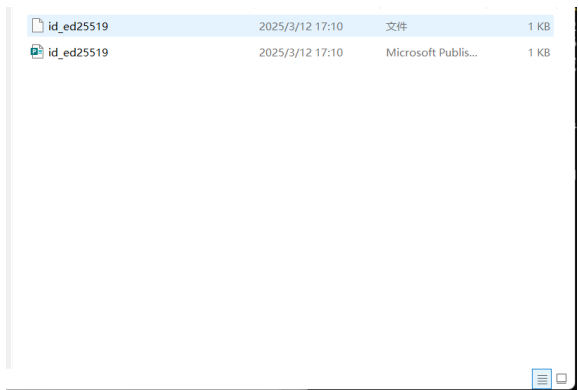 id_ed25519 2025/3/12 17:10 文件 1 KB
id_ed25519 2025/3/12 17:10 Microsoft Publis... 1 KB